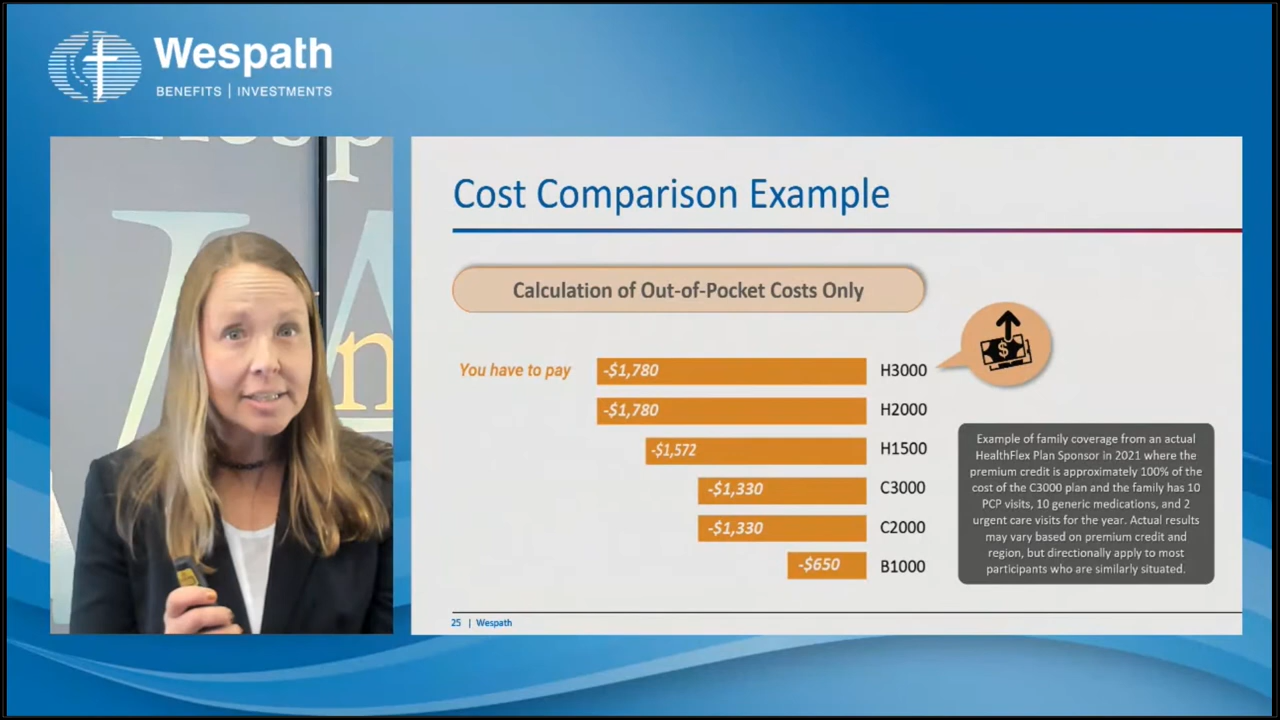 Wespath
BENEFITS | INVESTMENTS
Cost Comparison Example
Calculation of Out-of-Pocket Costs Only
You have to pay
-$1,780 H3000
-$1,780 H2000
-$1,572 H1500
-$1,330 C3000
-$1,330 C2000
-$650 B1000
$
Example of family coverage from an actual
HealthFlex Plan Sponsor in 2021 where the
premium credit is approximately 100% of the
cost of the C3000 plan and the family has 10
PCP visits, 10 generic medications, and 2
urgent care visits for the year. Actual results
may vary based on premium credit and
region, but directionally apply to most
participants who are similarly situated.
25 | Wespath